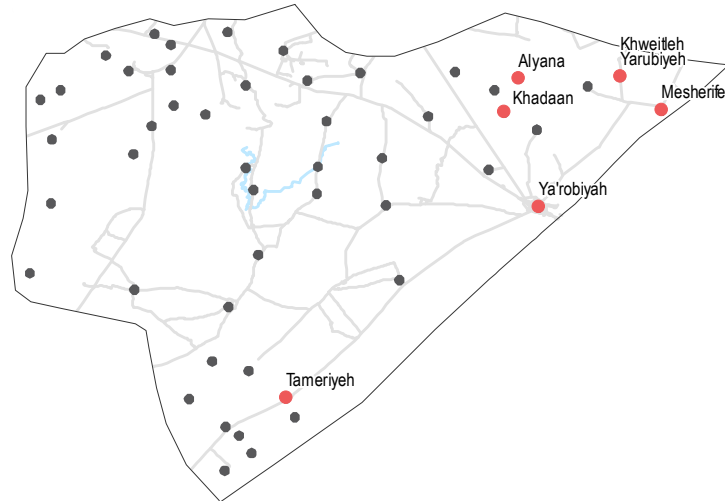 Khweitleh
Yarubiyeh
Alyana
Khadaan
Mesherife
Ya'robiyah
Tameriyeh